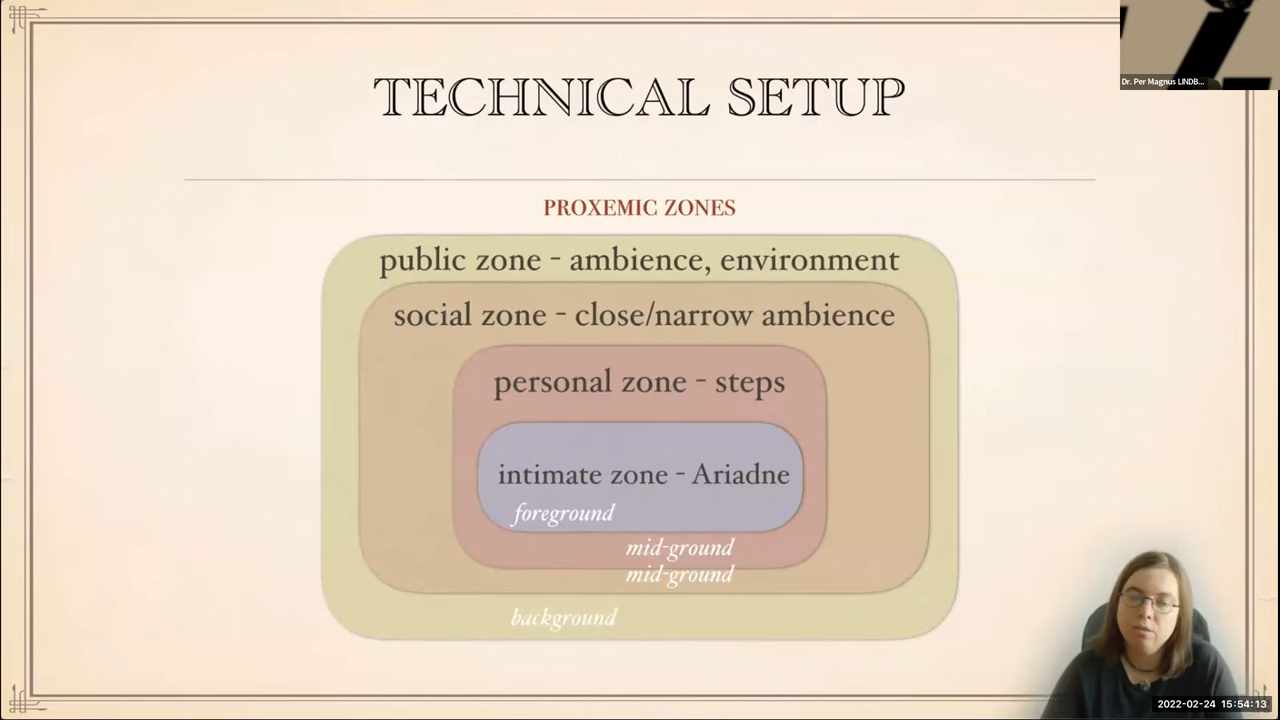 Dr. Per Magnus LINDB...
TECHNICAL SETUP
PROXEMIC ZONES
public zone - ambience, environment
social zone - close/narrow ambience
personal zone - steps
intimate zone - Ariadne
foreground
mid-ground
mid-ground
background
2022-02-24 15:54:13